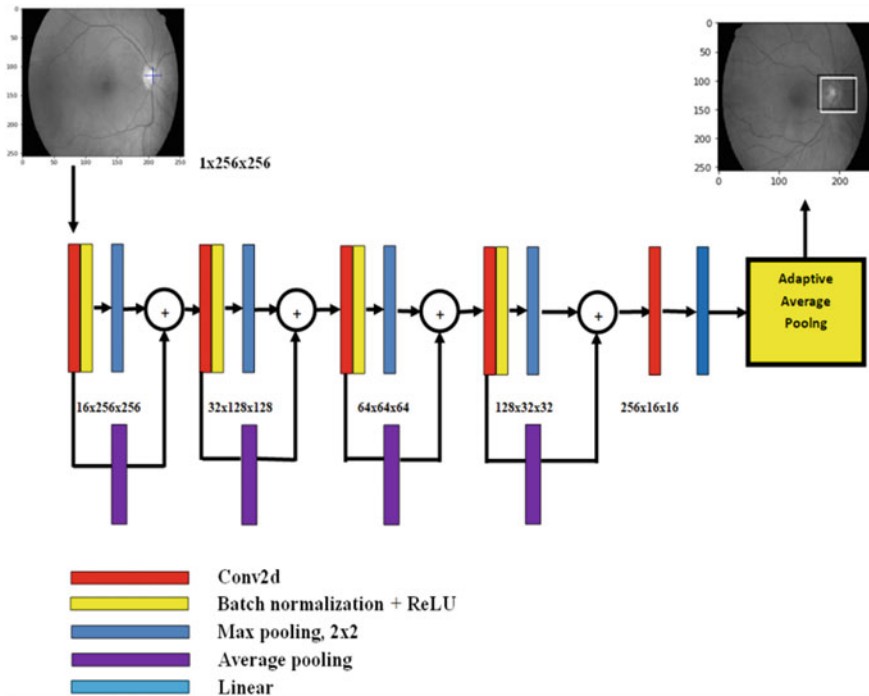 0
50
100
150
200
250
0 50 100 150 200 250
1x256x256
0
50
100
150
200
250
0 100 200
+ + + +
Adaptive
Average
Poolng
16x256x256 32x128x128 64x64x64 128x32x32 256x16x16
Conv2d
Batch normalization + ReLU
Max pooling, 2x2
Average pooling
Linear